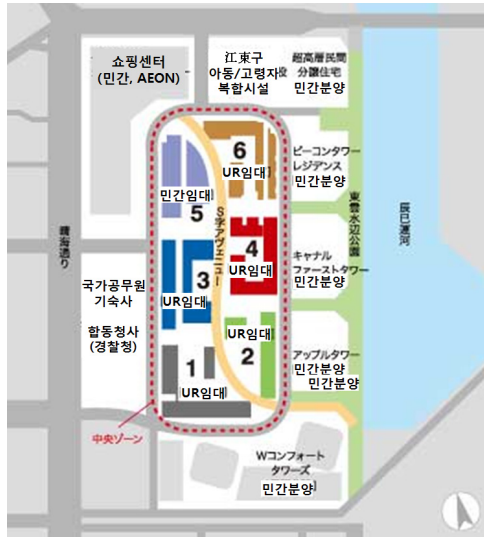 쇼핑센터
(민간, AEON)
江東구
아동/고령자
복합시설
超高層民間
分譲住宅
민간분양
6
UR임대
ビーコンタワー
レジデンス
민간분양
민간임대
5
S字アヴェニュー
東雲水辺公園
辰巳運河
晴海通り
4
UR임대
キャナル
ファーストタワー
민간분양
국가공무원
기숙사
합동청사
(경찰청)
3
UR임대
UR임대
2
アップルタワー
민간분양
민간분양
1
UR임대
中央ゾーン
Wコンフォート
タワーズ
민간분양